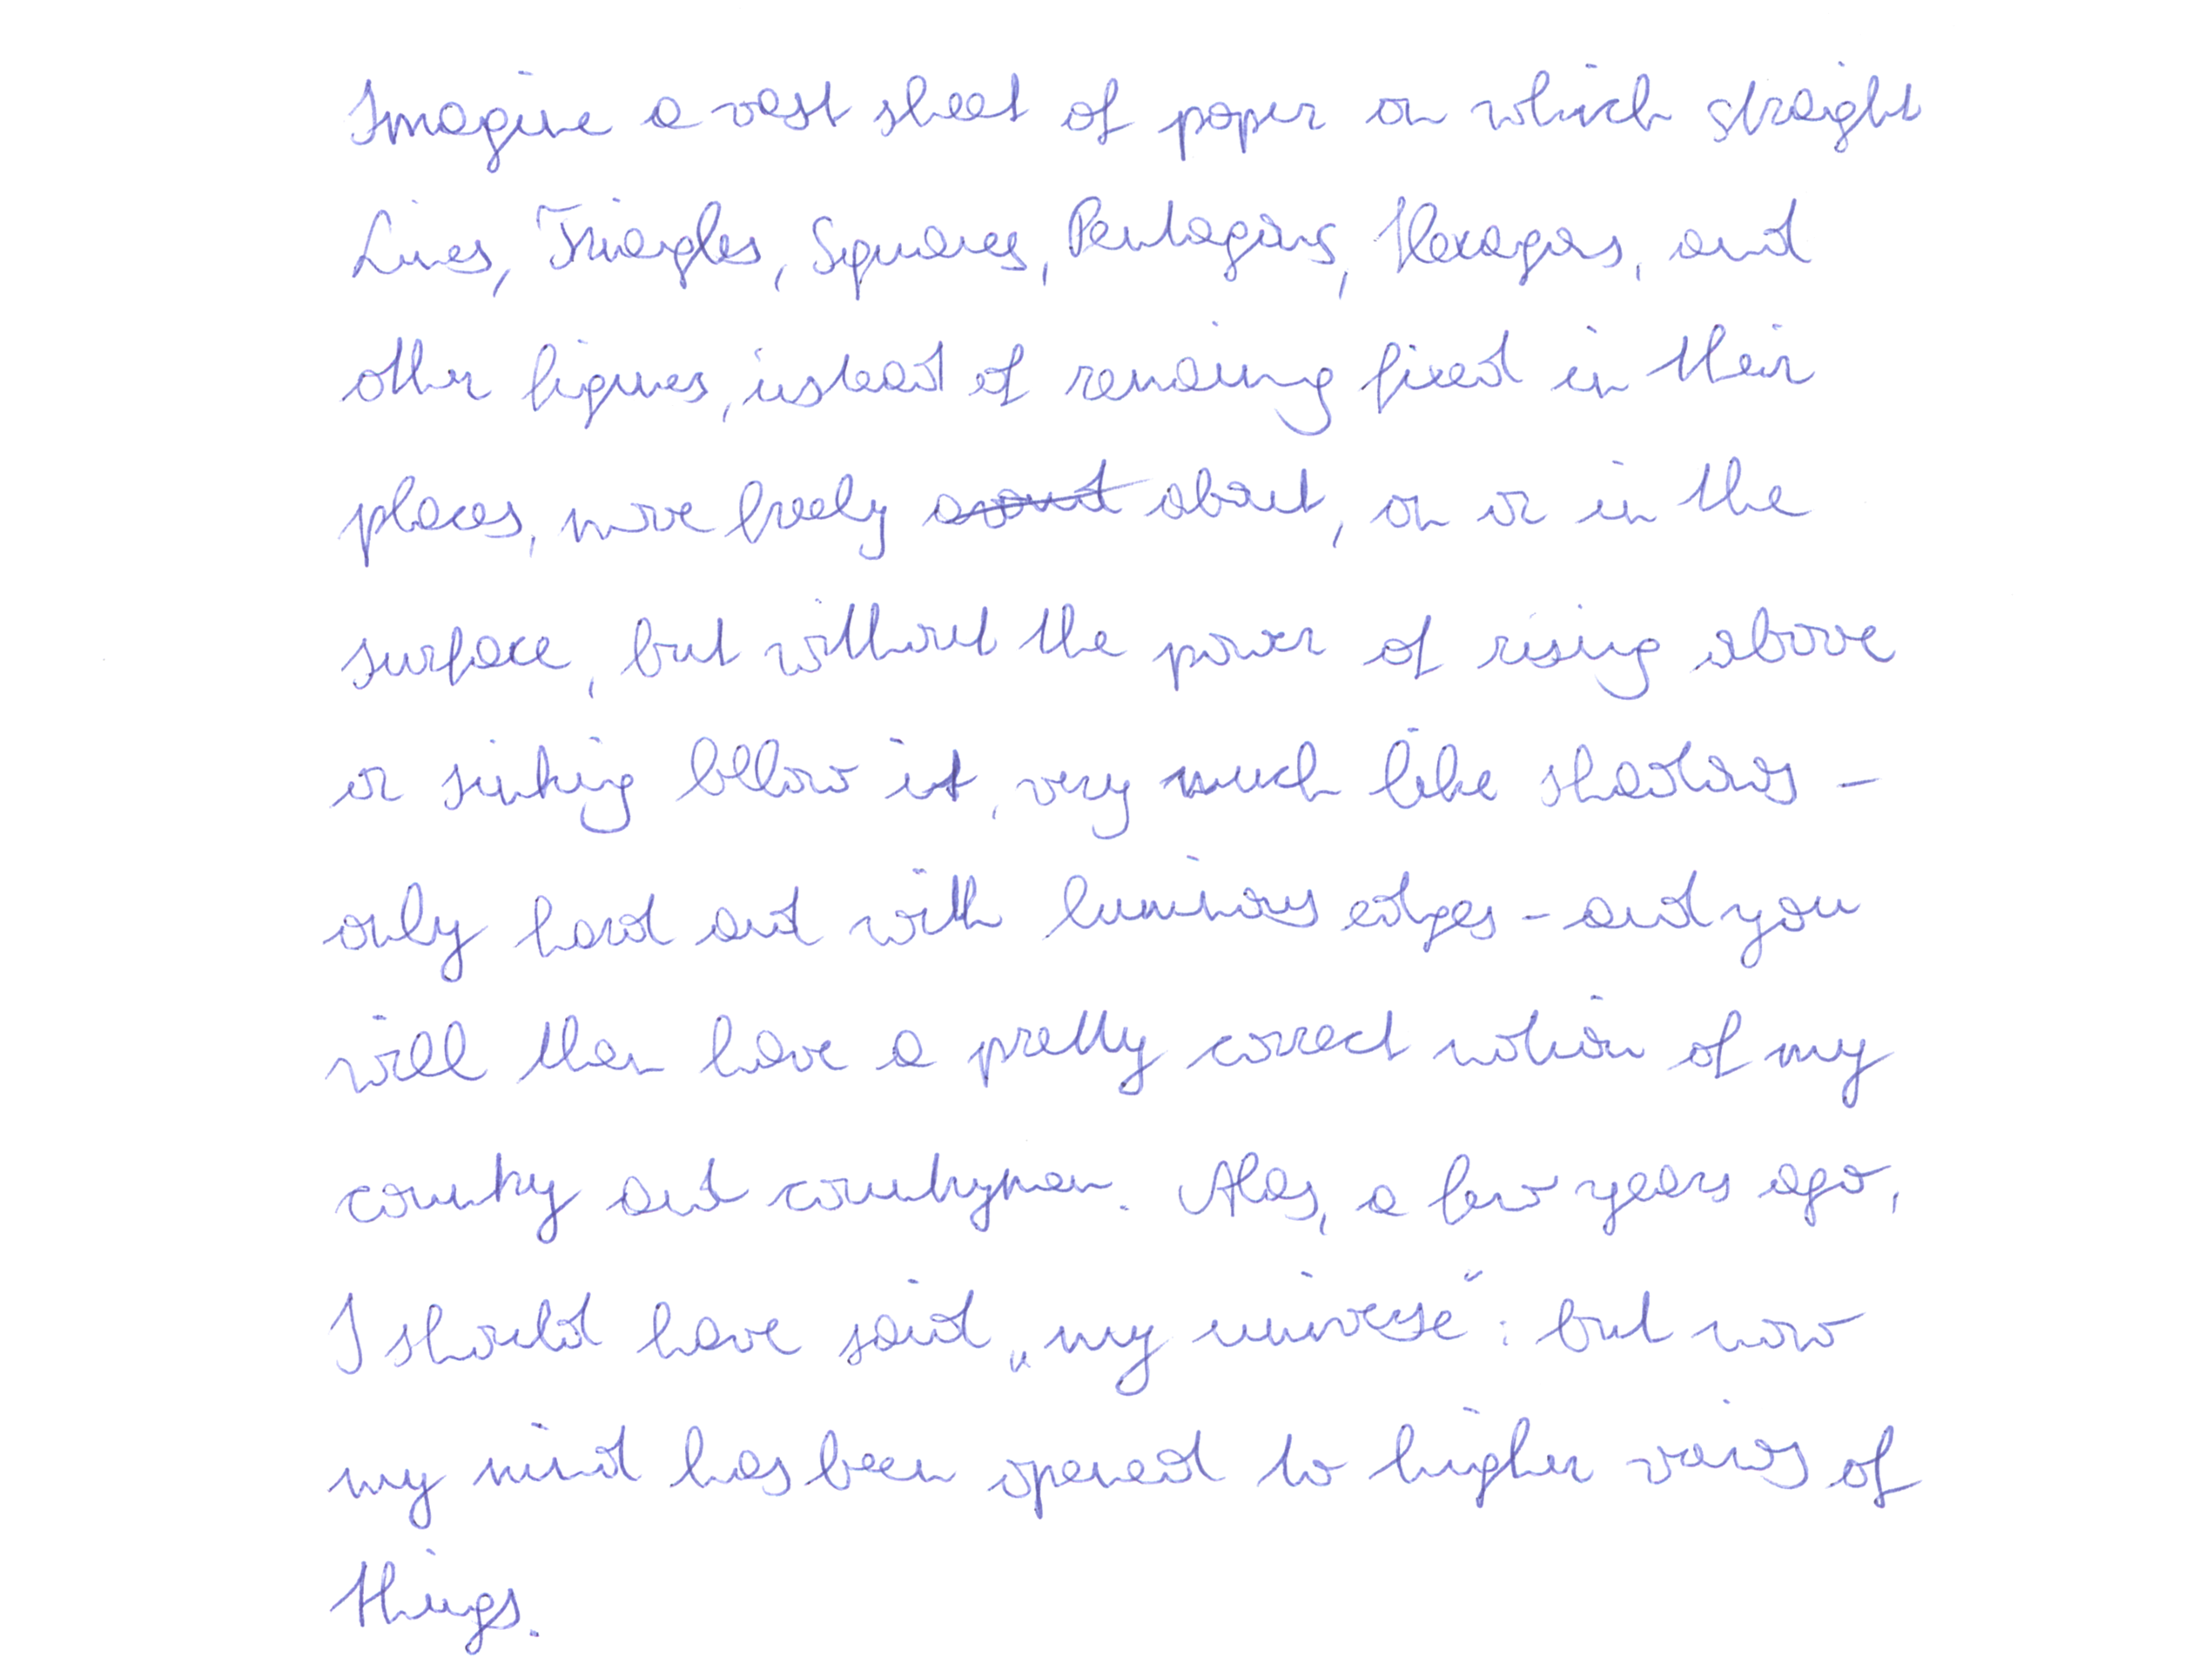 Imagine a vast sheet of paper on which straight
Lines, Triangles, Squares, Pentagons, Hexagons, and
other figures, instead of remaining fixed in their
places, move freely about, on or in the
surface, but without the power of rising above
or sinking bellow it, very much like shadows -
only hard and with luminous edges - and you
will then have a pretty correct notion of my
country and countrymen. Alas, a few years ago,
I should have said „my universe“: but now
my mind has been opened to higher views of
things.